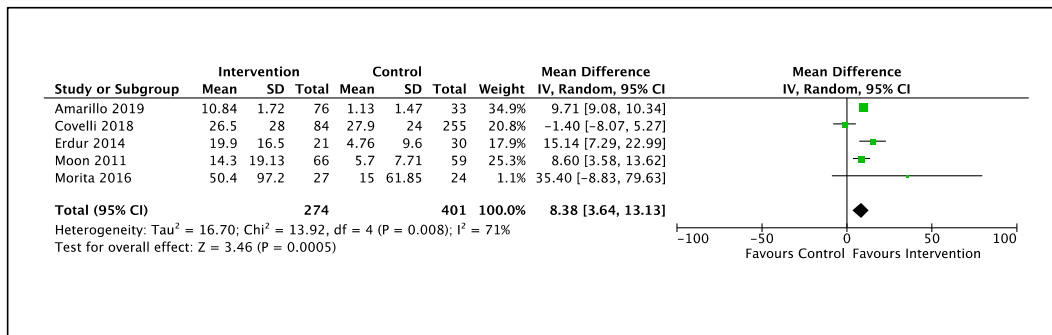 Intervention Control Mean Difference Mean Difference
Study or Subgroup Mean SD Total Mean SD Total Weight IV, Random, 95% CI IV, Random, 95% CI
Amarillo 2019 10.84 1.72 76 1.13 1.47 33 34.9% 9.71 [9.08, 10.34]
Covelli 2018 26.5 28 84 27.9 24 255 20.8% -1.40 [-8.07, 5.27]
Erdur 2014 19.9 16.5 21 4.76 9.6 30 17.9% 15.14 [7.29, 22.99]
Moon 2011 14.3 19.13 66 5.7 7.71 59 25.3% 8.60 [3.58, 13.62]
Morita 2016 50.4 97.2 27 15 61.85 24 1.1% 35.40 [-8.83, 79.63]
Total (95% CI) 274 401 100.0% 8.38 [3.64, 13.13]
Heterogeneity: Tau² = 16.70; Chi² = 13.92, df = 4 (P = 0.008); I² = 71%
Test for overall effect: Z = 3.46 (P = 0.0005)
-100 -50 0 50 100
Favours Control Favours Intervention